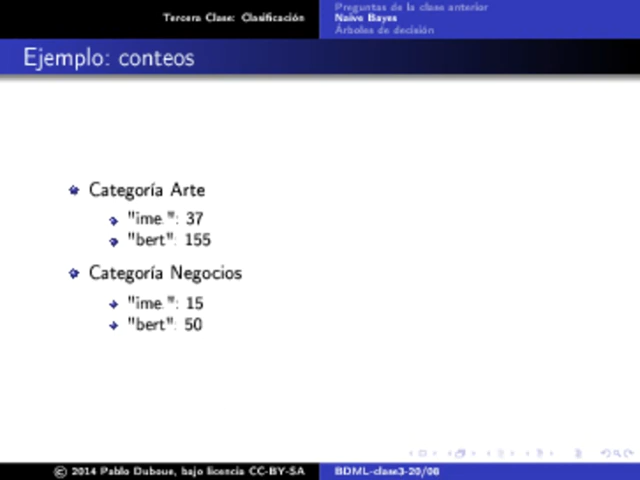 Tercera Clase: Clasificación
Preguntas de la clase anterior
Naive Bayes
Árboles de decisión
Ejemplo: conteos
Categoría Arte
"ime ": 37
"bert": 155
Categoría Negocios
"ime ": 15
"bert": 50
© 2014 Pablo Duboue, bajo licencia CC-BY-SA
BDML-clase3-20/08